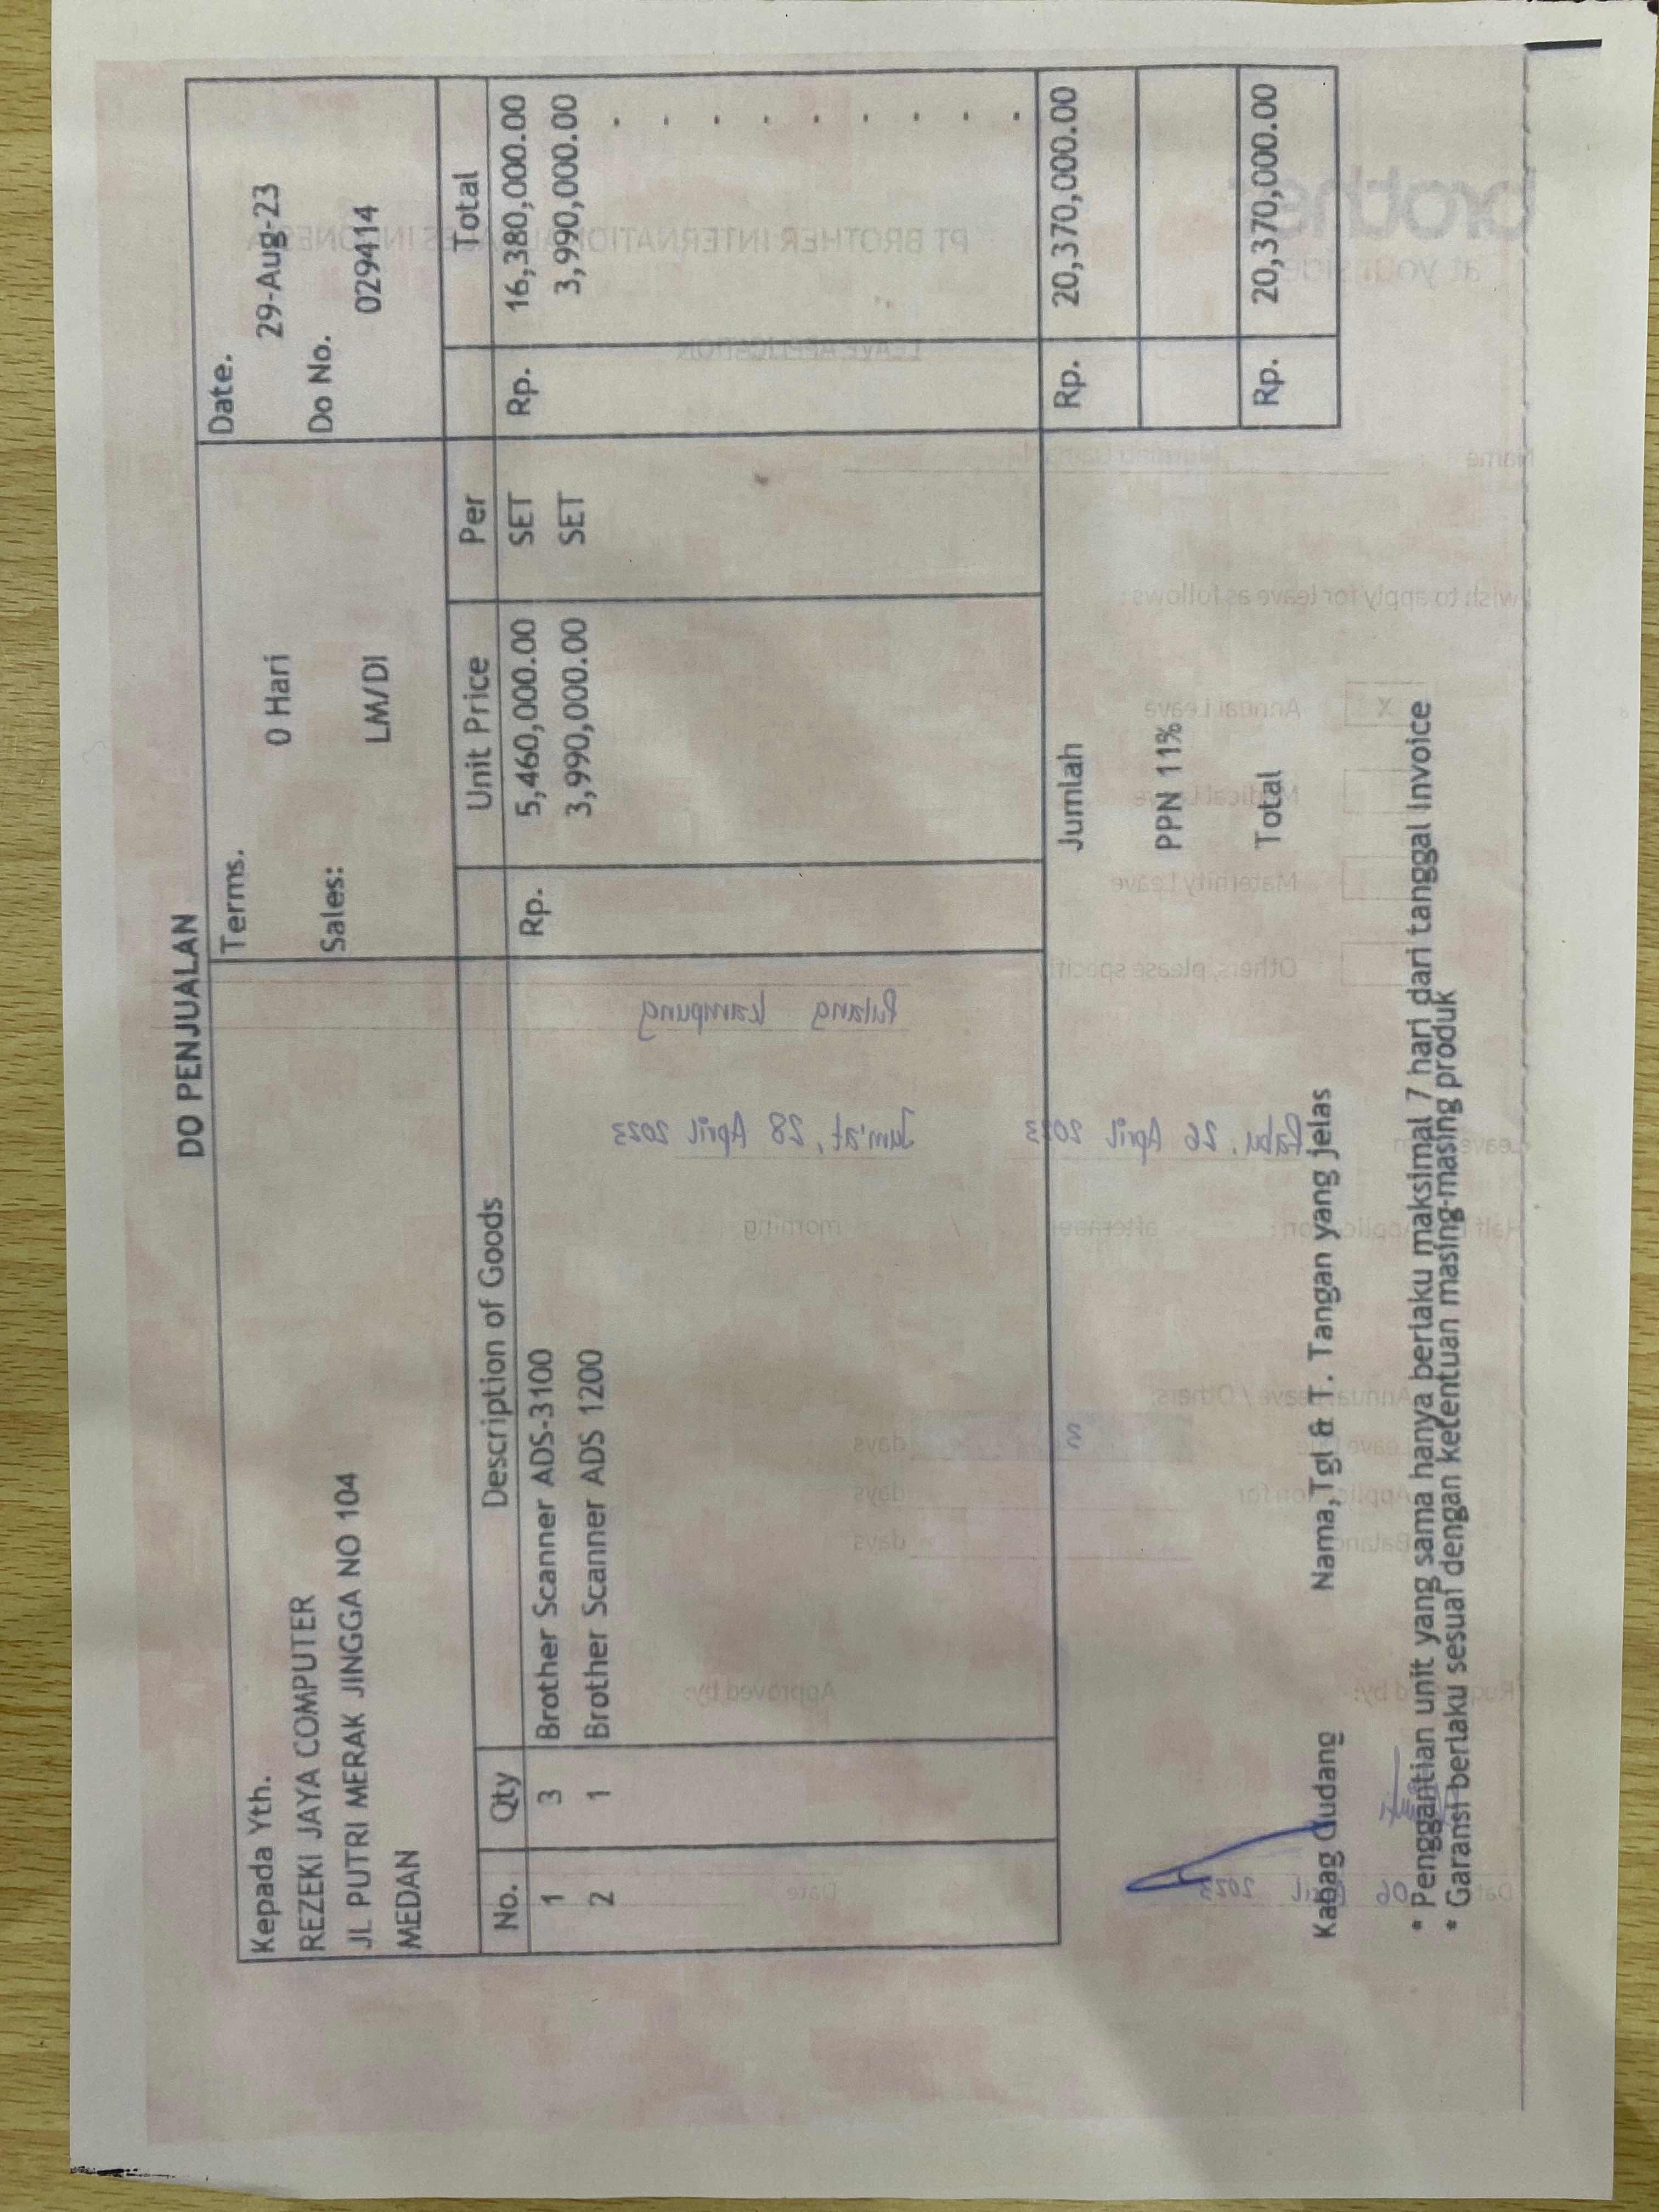 DO PENJUALAN
Kepada Yth. Terms. Date.
REZEKI JAYA COMPUTER 0 Hari 29-Aug-23
JL PUTRI MERAK JINGGA NO 104 Sales: Do No.
MEDAN LM/DI 029414
No. Qty Description of Goods Unit Price Per Total
1 3 Brother Scanner ADS-3100 Rp. 5,460,000.00 SET Rp. 16,380,000.00
2 1 Brother Scanner ADS 1200 3,990,000.00 SET 3,990,000.00
Jumlah Rp. 20,370,000.00
PPN 11%
Total Rp. 20,370,000.00
Kabag Gudang Nama,Tgl & T. Tangan yang jelas
* Penggantian unit yang sama hanya berlaku maksimal 7 hari dari tanggal Invoice
* Garansi berlaku sesuai dengan ketentuan masing-masing produk
brother
at your side
PT BROTHER INTERNATIONAL SALES INDONESIA
LEAVE APPLICATION
Name
I wish to apply for leave as follows:
X Annual Leave
Medical Leave
Maternity Leave
Others, please specify
Pulang kampung
Rabu, 26 April 2023 Jum'at, 28 April 2023
morning
Annual Leave / Others
days
days
days
Approved by:
Date